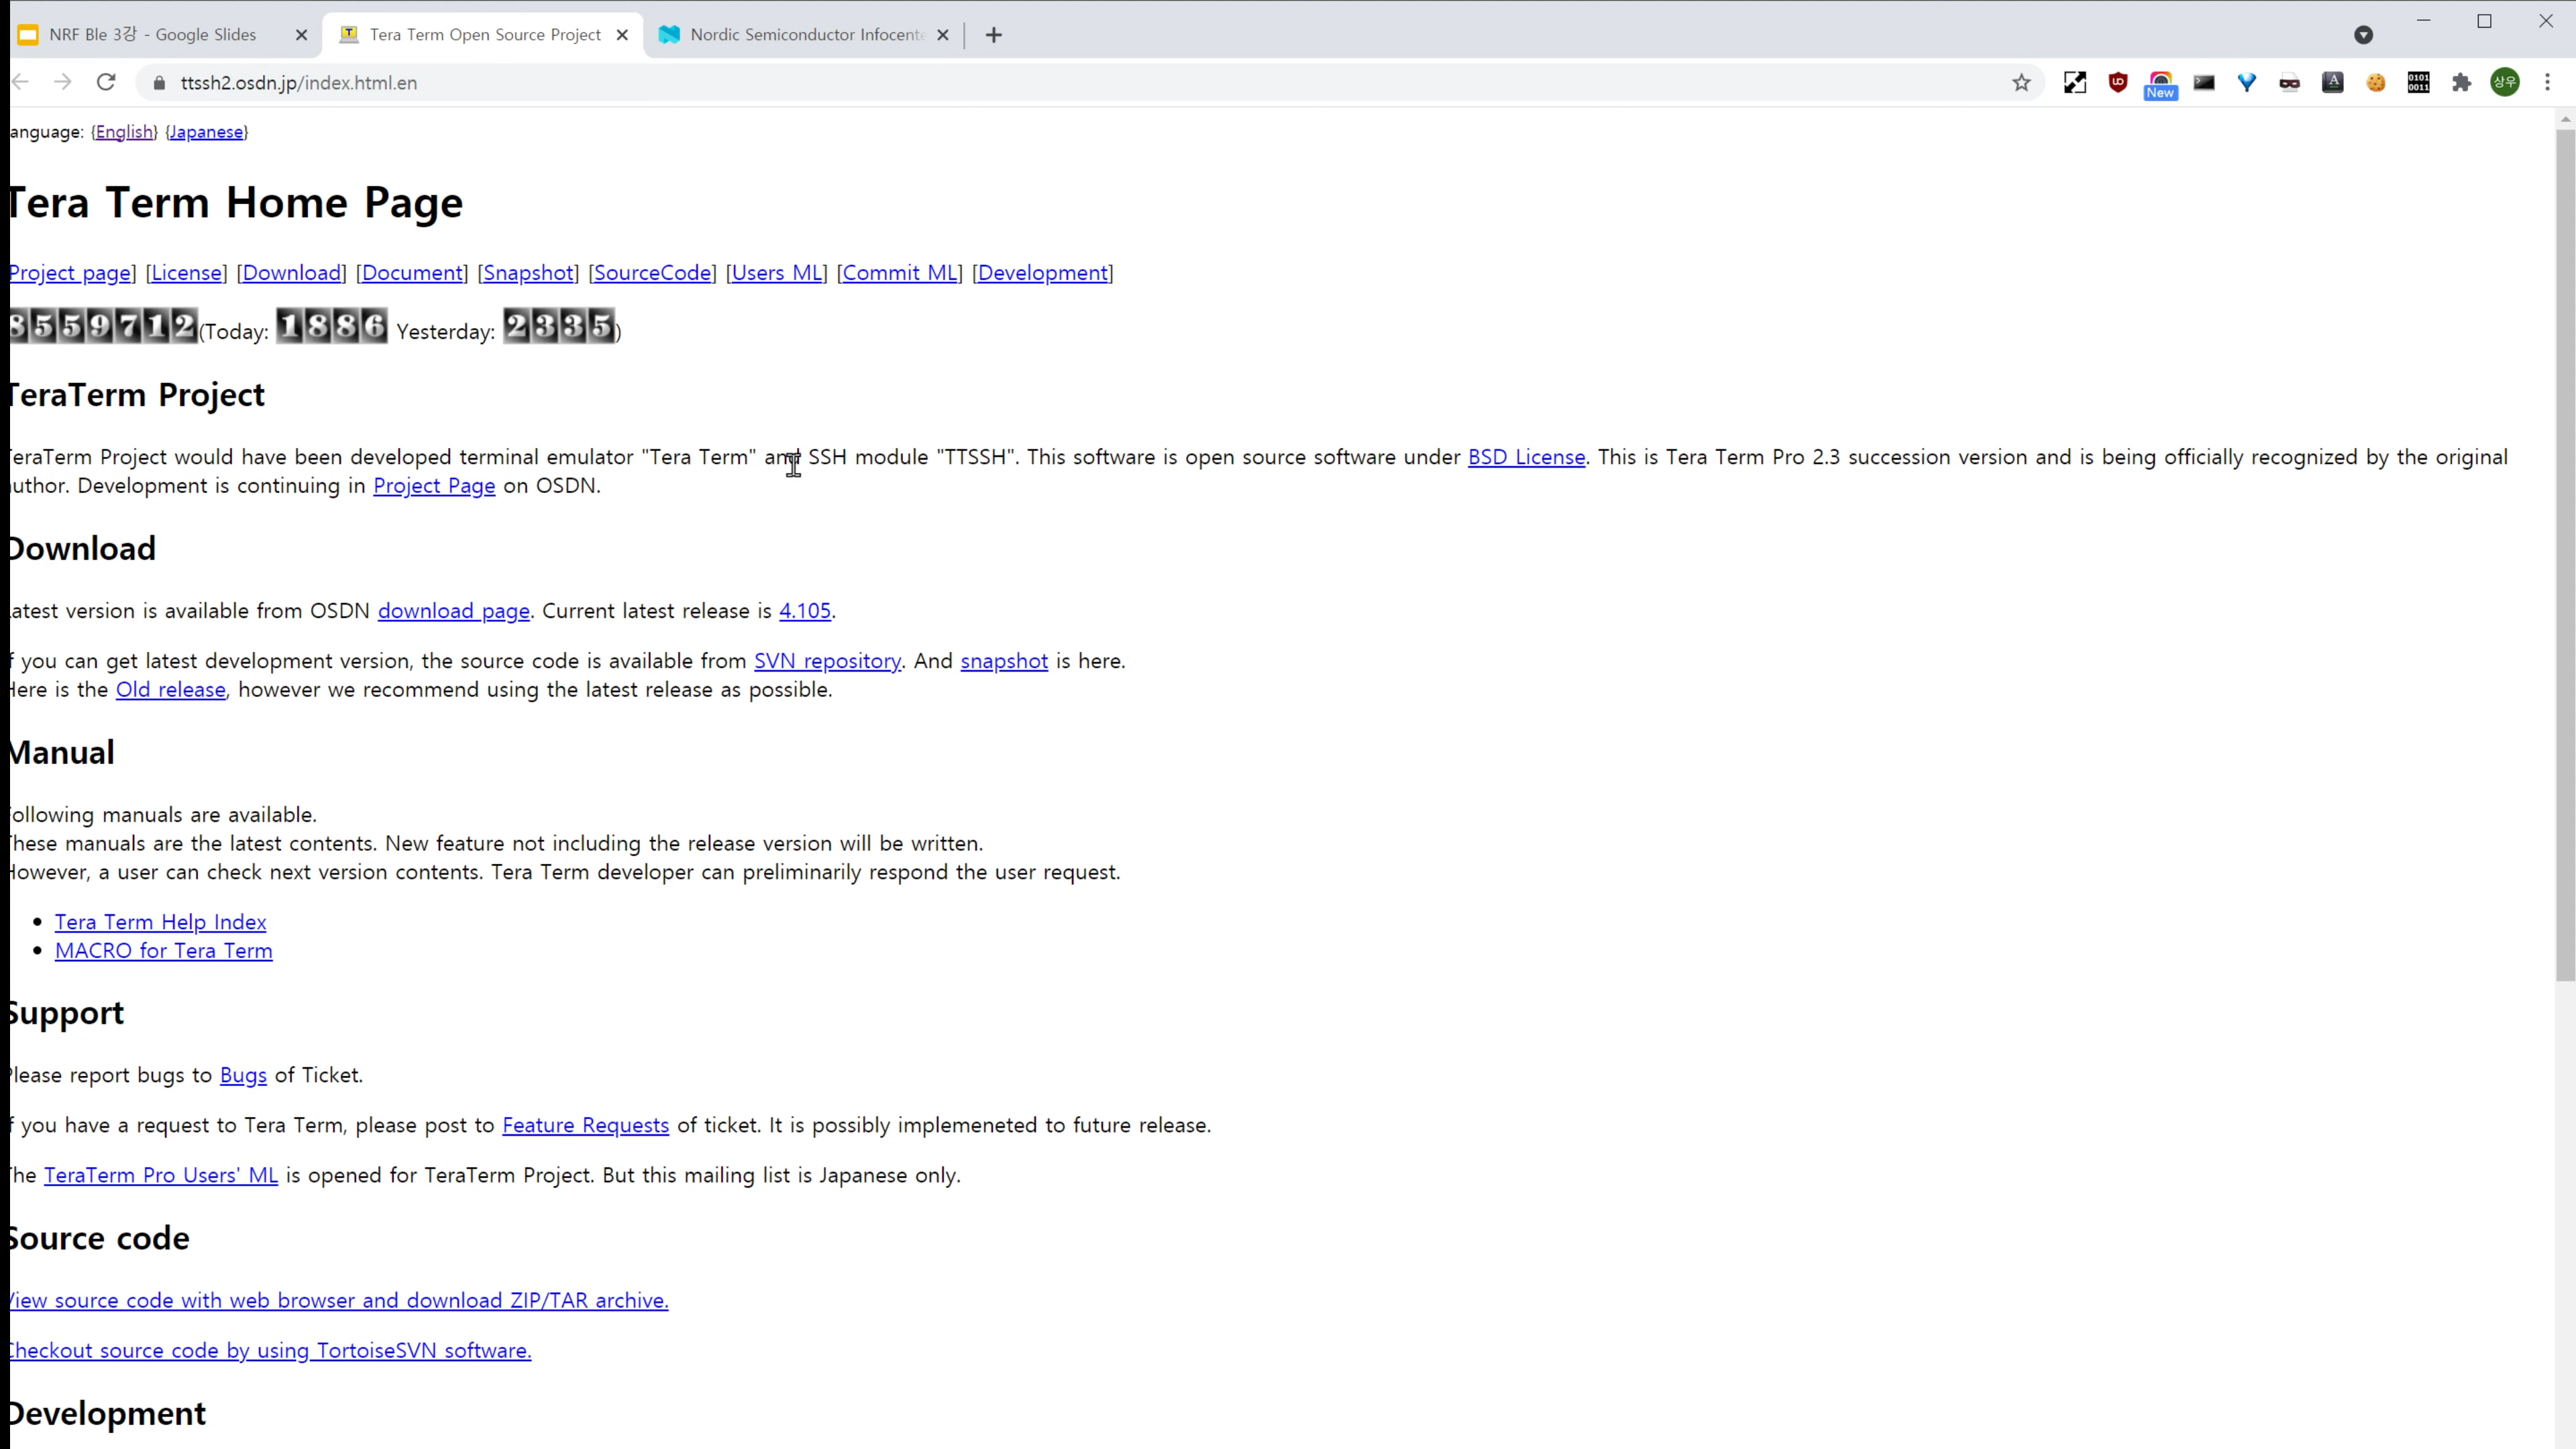 NRF Ble 3강 - Google Slides
Tera Term Open Source Project
Nordic Semiconductor Infocente
ttssh2.osdn.jp/index.html.en
New
0101
0011
상우
anguage: {English} {Japanese}
Tera Term Home Page
Project page] [License] [Download] [Document] [Snapshot] [SourceCode] [Users ML] [Commit ML] [Development]
8559712(Today: 1886 Yesterday: 2335)
TeraTerm Project
TeraTerm Project would have been developed terminal emulator "Tera Term" and SSH module "TTSSH". This software is open source software under BSD License. This is Tera Term Pro 2.3 succession version and is being officially recognized by the original
author. Development is continuing in Project Page on OSDN.
Download
Latest version is available from OSDN download page. Current latest release is 4.105.
If you can get latest development version, the source code is available from SVN repository. And snapshot is here.
Here is the Old release, however we recommend using the latest release as possible.
Manual
Following manuals are available.
These manuals are the latest contents. New feature not including the release version will be written.
However, a user can check next version contents. Tera Term developer can preliminarily respond the user request.
• Tera Term Help Index
• MACRO for Tera Term
Support
Please report bugs to Bugs of Ticket.
If you have a request to Tera Term, please post to Feature Requests of ticket. It is possibly implemeneted to future release.
The TeraTerm Pro Users' ML is opened for TeraTerm Project. But this mailing list is Japanese only.
Source code
View source code with web browser and download ZIP/TAR archive.
Checkout source code by using TortoiseSVN software.
Development